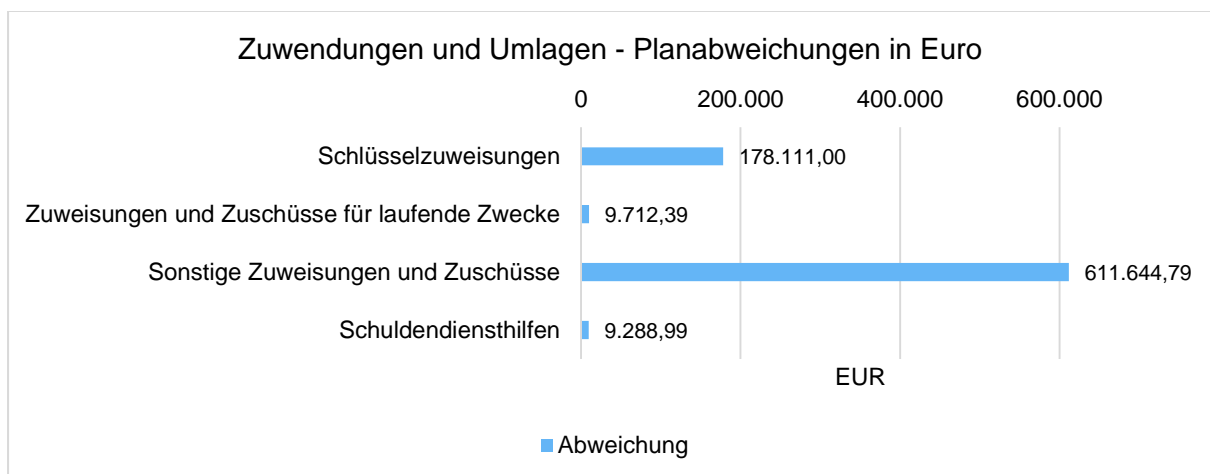 Zuwendungen und Umlagen - Planabweichungen in Euro
0 200.000 400.000 600.000
Schlüsselzuweisungen 178.111,00
Zuweisungen und Zuschüsse für laufende Zwecke 9.712,39
Sonstige Zuweisungen und Zuschüsse 611.644,79
Schuldendiensthilfen 9.288,99
EUR
Abweichung